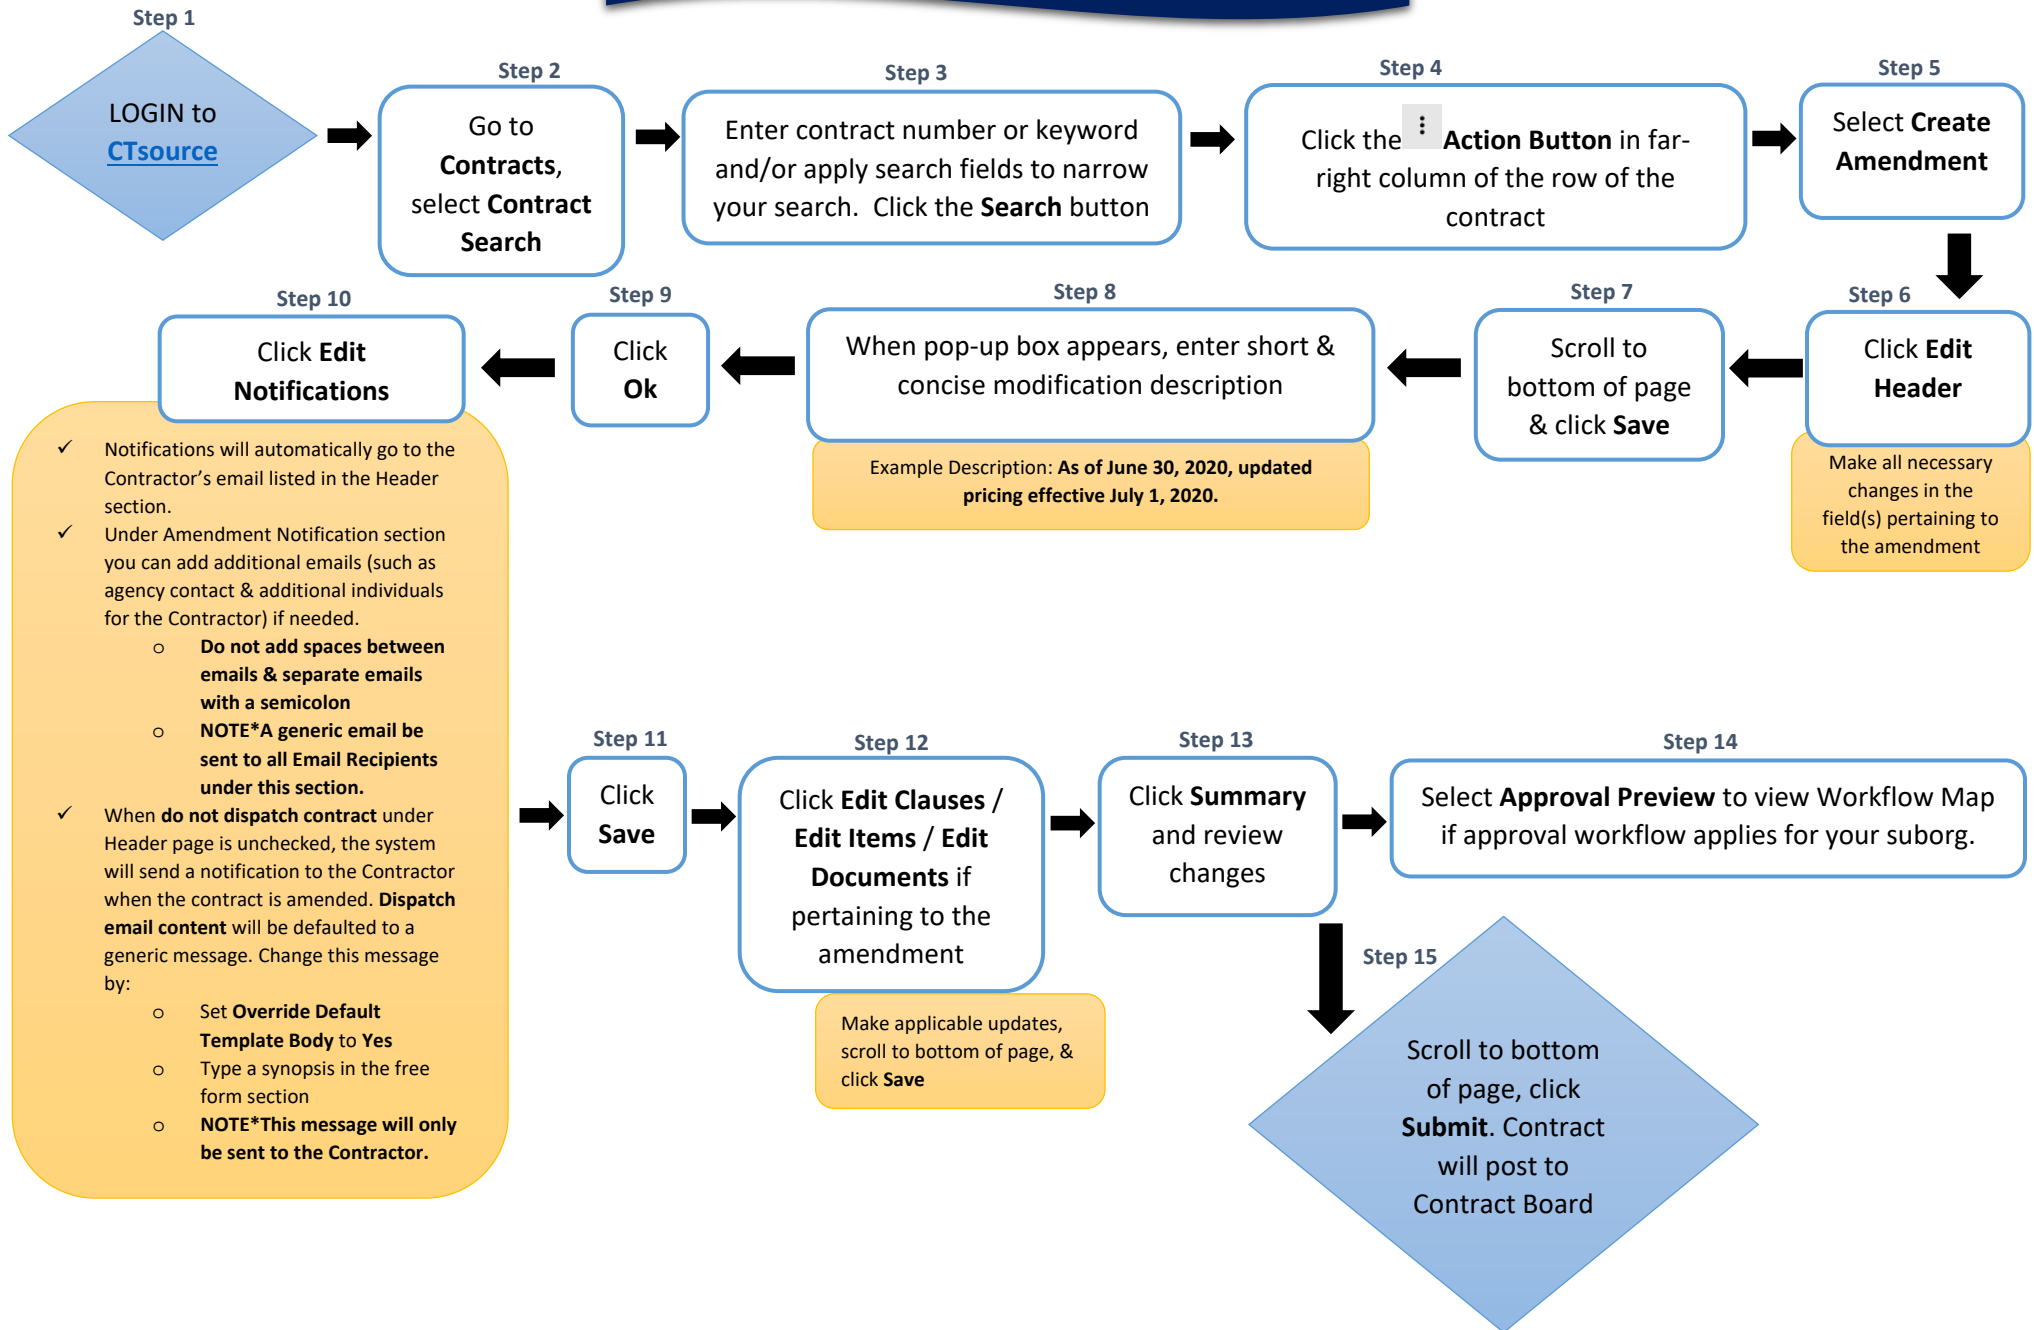 Step 1
LOGIN to
CTsource
Step 2
Go to
Contracts,
select Contract
Search
Step 3
Enter contract number or keyword
and/or apply search fields to narrow
your search.  Click the Search button
Step 4
Click the Action Button in far-
right column of the row of the
contract
Step 5
Select Create
Amendment
Step 6
Click Edit
Header
Make all necessary
changes in the
field(s) pertaining to
the amendment
Step 7
Scroll to
bottom of page
& click Save
Step 8
When pop-up box appears, enter short &
concise modification description
Example Description: As of June 30, 2020, updated
pricing effective July 1, 2020.
Step 9
Click
Ok
Step 10
Click Edit
Notifications
✓ Notifications will automatically go to the
Contractor’s email listed in the Header
section.
✓ Under Amendment Notification section
you can add additional emails (such as
agency contact & additional individuals
for the Contractor) if needed.
o Do not add spaces between
emails & separate emails
with a semicolon
o NOTE*A generic email be
sent to all Email Recipients
under this section.
✓ When do not dispatch contract under
Header page is unchecked, the system
will send a notification to the Contractor
when the contract is amended. Dispatch
email content will be defaulted to a
generic message. Change this message
by:
o Set Override Default
Template Body to Yes
o Type a synopsis in the free
form section
o NOTE*This message will only
be sent to the Contractor.
Step 11
Click
Save
Step 12
Click Edit Clauses /
Edit Items / Edit
Documents if
pertaining to the
amendment
Make applicable updates,
scroll to bottom of page, &
click Save
Step 13
Click Summary
and review
changes
Step 14
Select Approval Preview to view Workflow Map
if approval workflow applies for your suborg.
Step 15
Scroll to bottom
of page, click
Submit. Contract
will post to
Contract Board